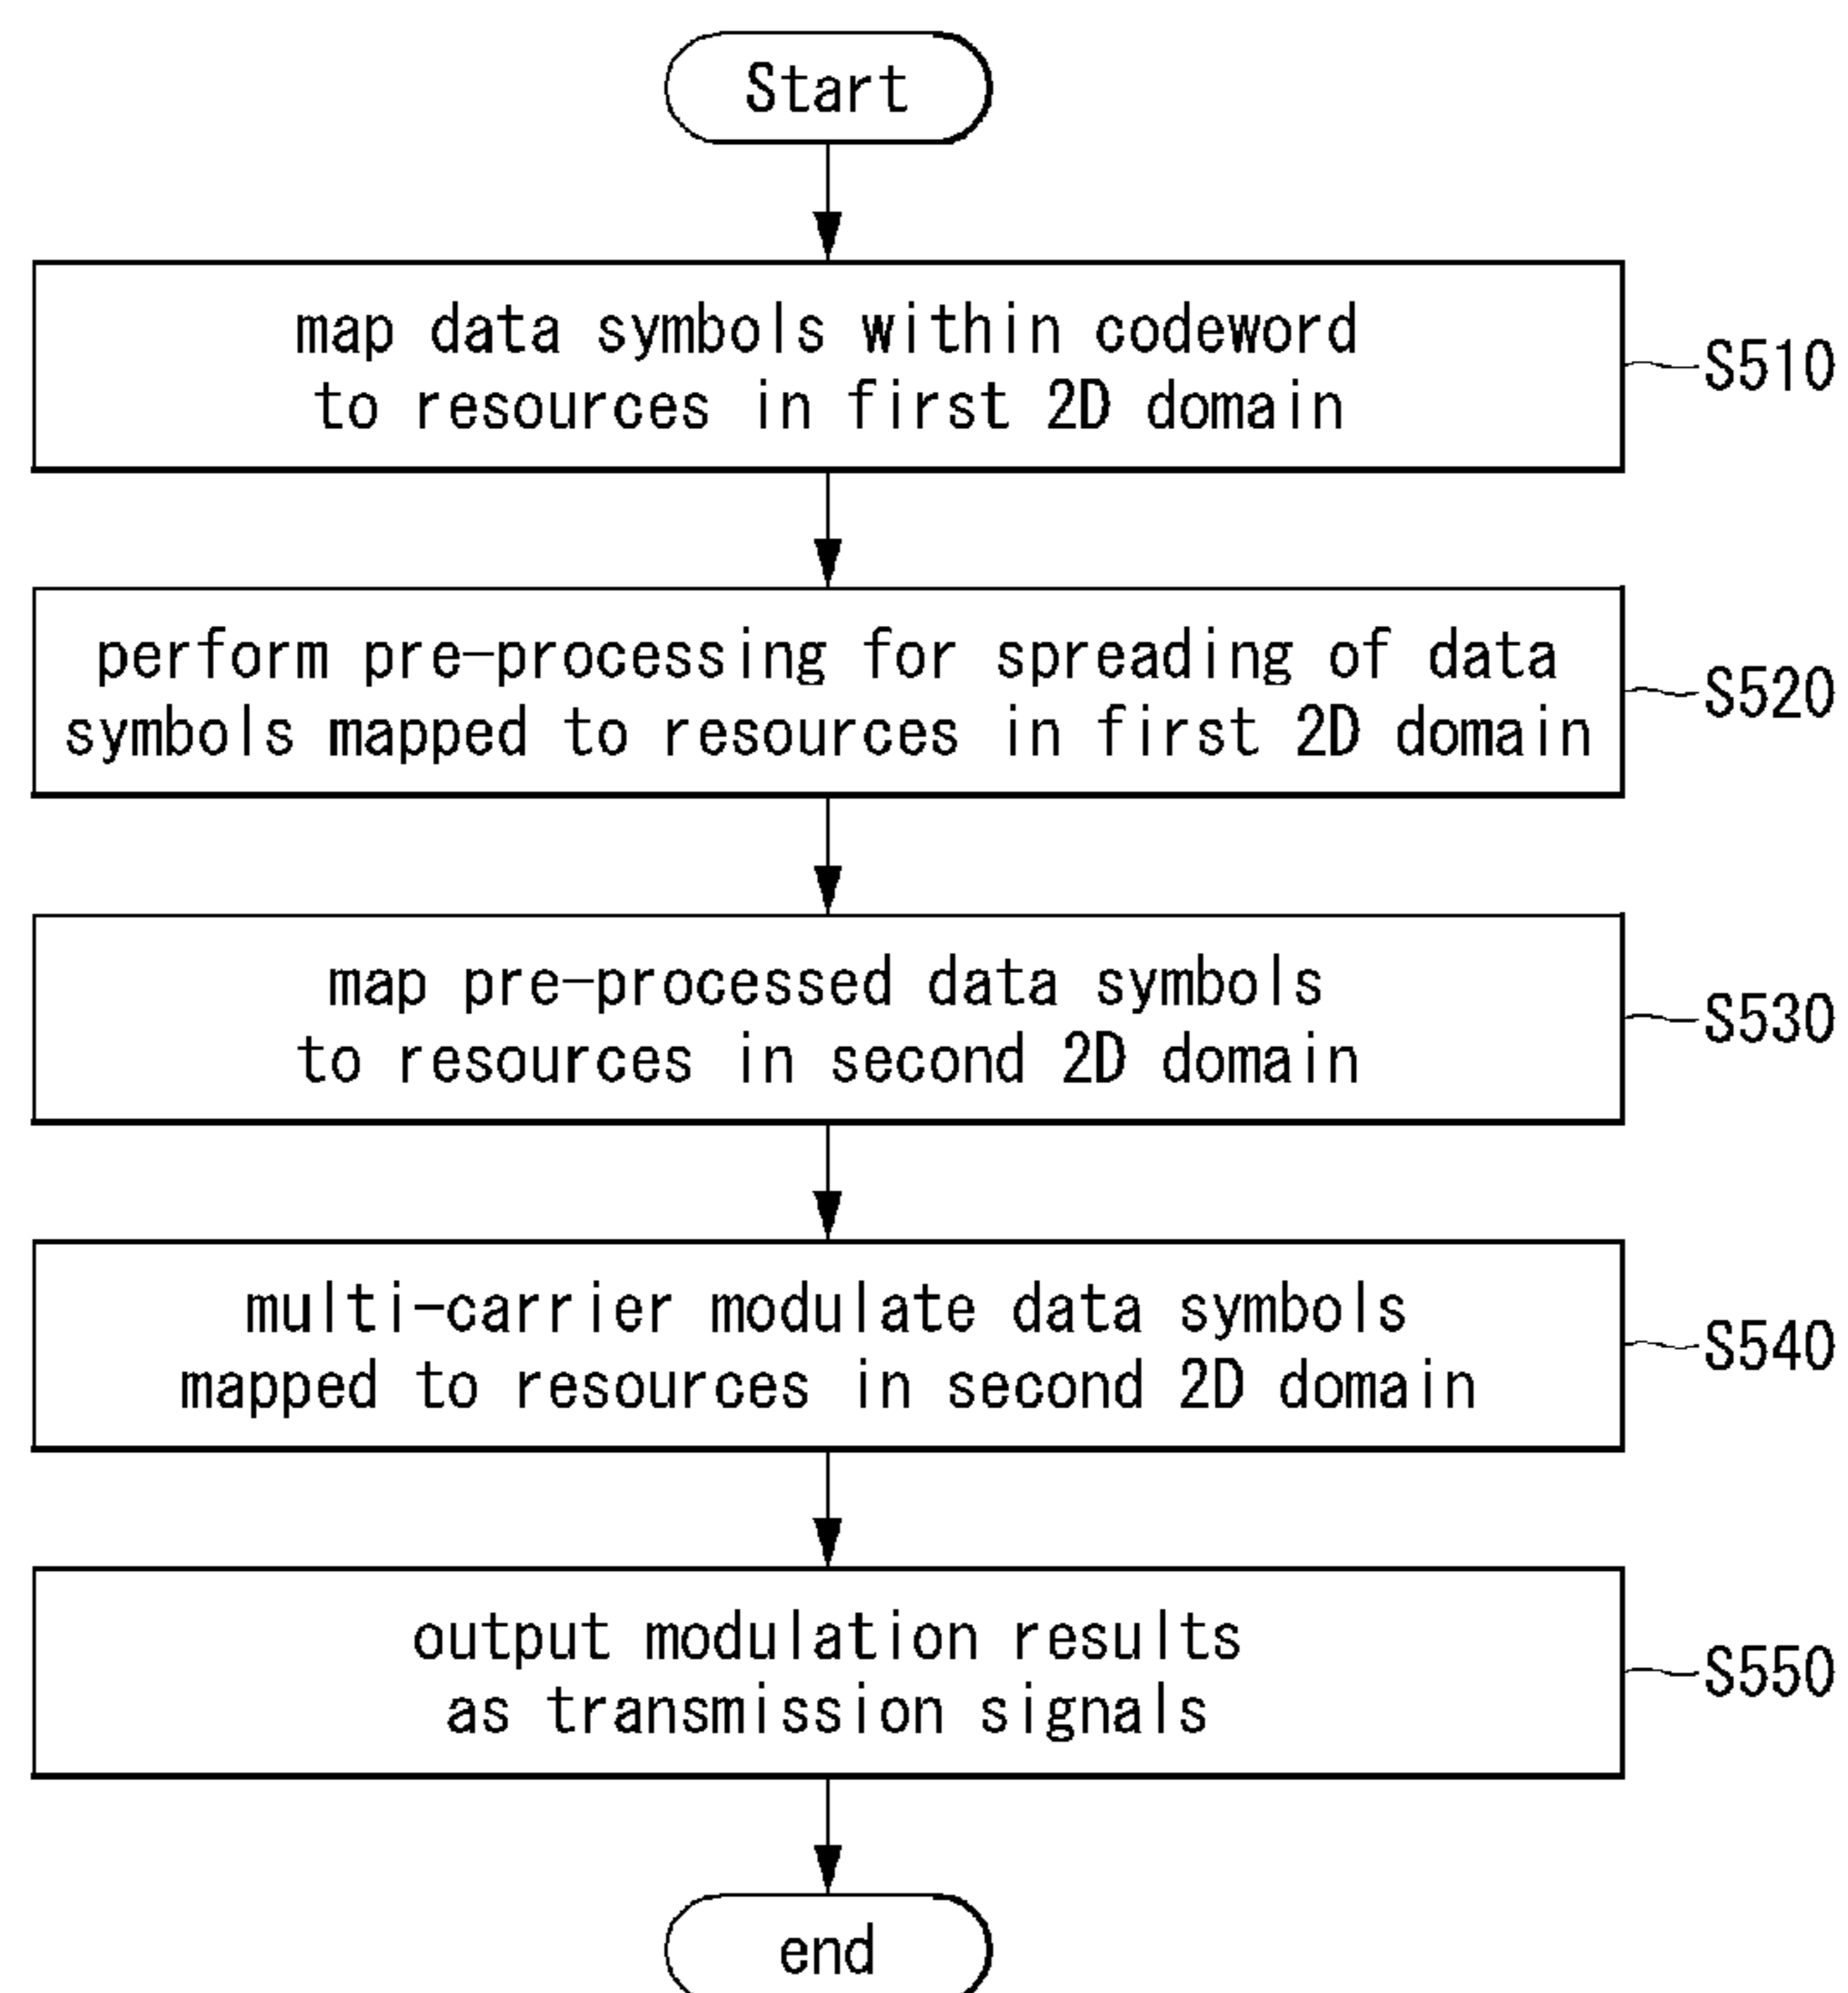 Start
map data symbols within codeword
to resources in first 2D domain
S510
perform pre-processing for spreading of data
symbols mapped to resources in first 2D domain
S520
map pre-processed data symbols
to resources in second 2D domain
S530
multi-carrier modulate data symbols
mapped to resources in second 2D domain
S540
output modulation results
as transmission signals
S550
end